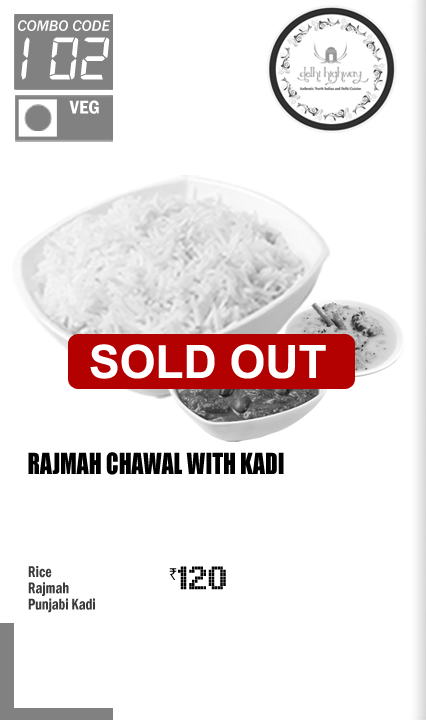 COMBO CODE
102
VEG
delhi highway
Authentic North Indian and Delhi Cuisine
SOLD OUT
RAJMAH CHAWAL WITH KADI
Rice
Rajmah
Punjabi Kadi
₹120